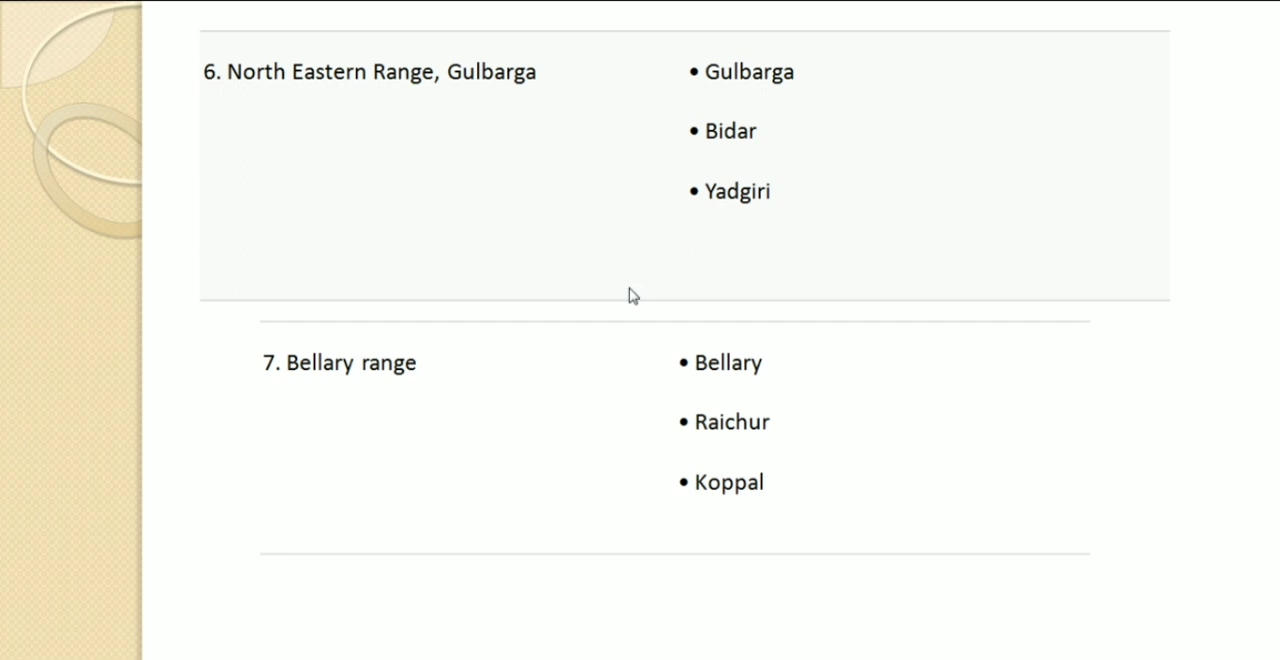 6. North Eastern Range, Gulbarga
• Gulbarga
• Bidar
• Yadgiri
7. Bellary range
• Bellary
• Raichur
• Koppal